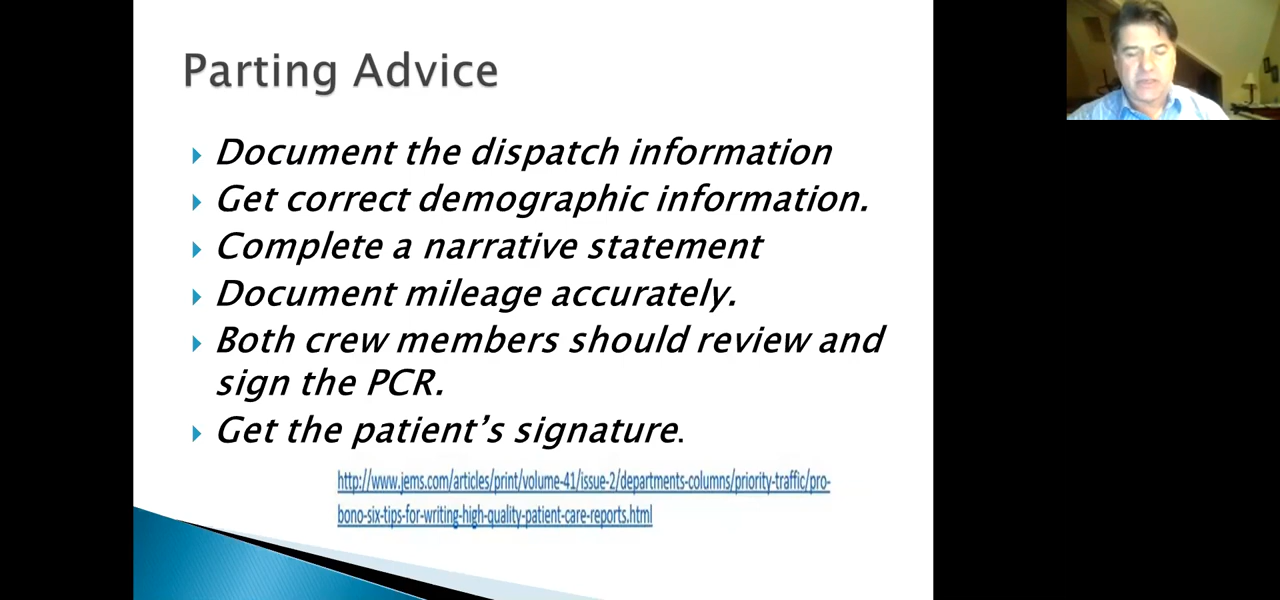 Parting Advice
Document the dispatch information
Get correct demographic information.
Complete a narrative statement
Document mileage accurately.
Both crew members should review and
sign the PCR.
Get the patient’s signature.
http://www.jems.com/articles/print/volume-41/issue-2/departments-columns/priority-traffic/pro-
bono-six-tips-for-writing-high-quality-patient-care-reports.html